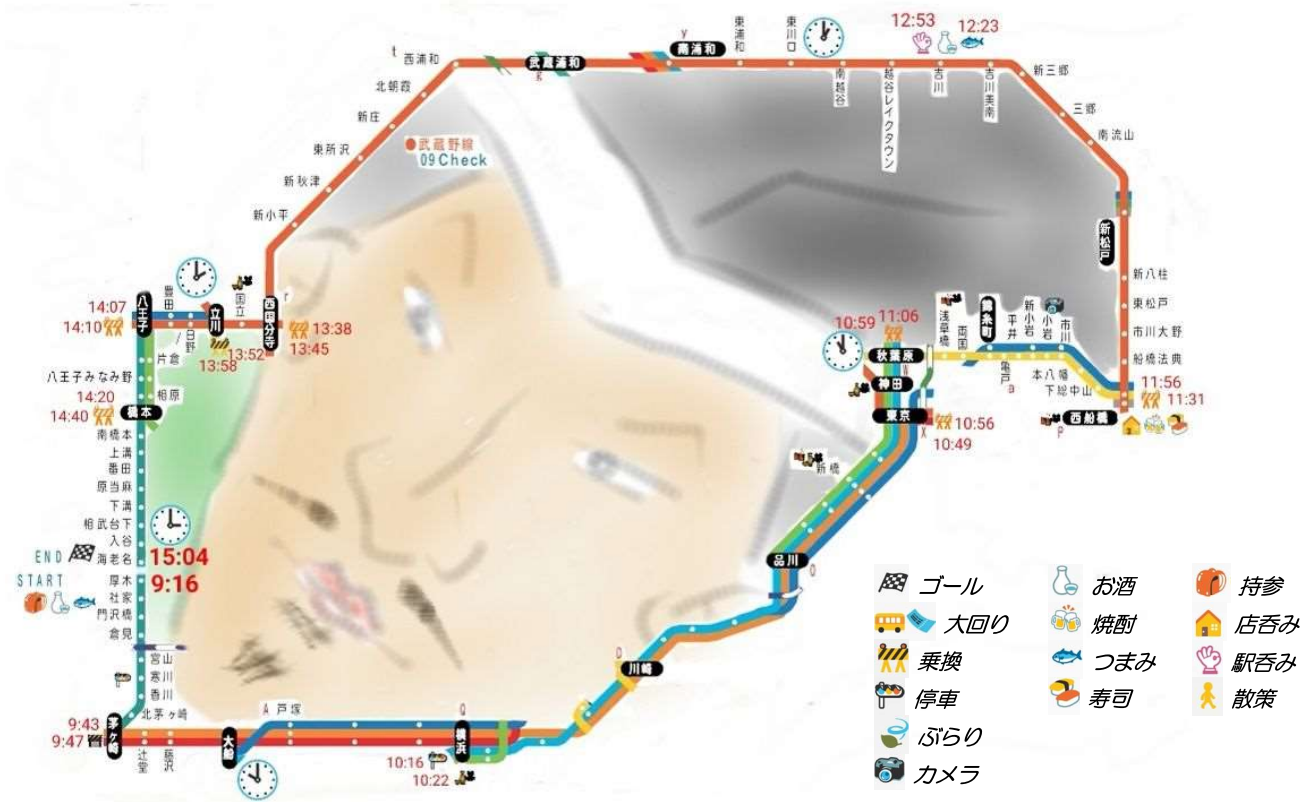 12:53
12:23
y
南浦和
東浦和
東川口
t
西浦和
武蔵浦和
g
南越谷
越谷レイクタウン
吉川
吉川美南
新三郷
三郷
南流山
北朝霞
新庄
東所沢
新秋津
新小平
武蔵野線
09Check
新松戸
新八柱
東松戸
市川大野
船橋法典
14:07
14:10
八王子
豊田
日野
立川
国立
西国分寺
r
13:38
13:45
13:52
13:58
片倉
八王子みなみ野
相原
14:20
14:40
橋本
南橋本
上溝
番田
原当麻
下溝
相武台下
入谷
END
海老名
15:04
START
厚木
9:16
社家
門沢橋
倉見
宮山
寒川
香川
北茅ヶ崎
9:43
9:47
茅ヶ崎
辻堂
藤沢
大船
A
戸塚
Q
横浜
10:16
10:22
D
川崎
品川
Q
新橋
10:59
11:06
秋葉原
W
神田
東京
X
10:56
10:49
浅草橋
両国
錦糸町
亀戸
a
平井
新小岩
小岩
市川
本八幡
下総中山
11:56
11:31
西船橋
P
ゴール
大回り
乗換
停車
ぶらり
カメラ
お酒
焼酎
つまみ
寿司
持参
店呑み
駅呑み
散策